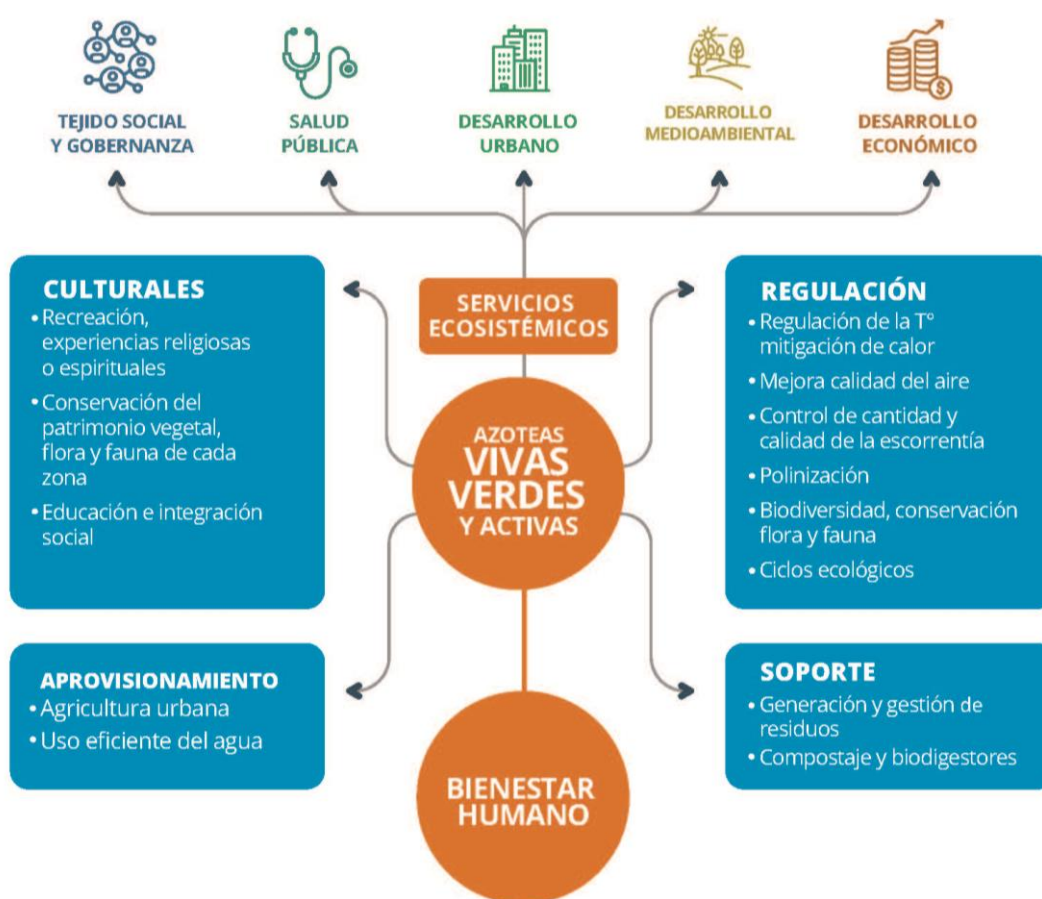 TEJIDO SOCIAL
Y GOBERNANZA
SALUD
PÚBLICA
DESARROLLO
URBANO
DESARROLLO
MEDIOAMBIENTAL
$
DESARROLLO
ECONÓMICO
SERVICIOS
ECOSISTÉMICOS
CULTURALES
• Recreación,
experiencias religiosas
o espirituales
• Conservación del
patrimonio vegetal,
flora y fauna de cada
zona
• Educación e integración
social
REGULACIÓN
• Regulación de la Tº
mitigación de calor
• Mejora calidad del aire
• Control de cantidad y
calidad de la escorrentía
• Polinización
• Biodiversidad, conservación
flora y fauna
• Ciclos ecológicos
AZOTEAS
VIVAS
VERDES
Y ACTIVAS
APROVISIONAMIENTO
• Agricultura urbana
• Uso eficiente del agua
SOPORTE
• Generación y gestión de
residuos
• Compostaje y biodigestores
BIENESTAR
HUMANO